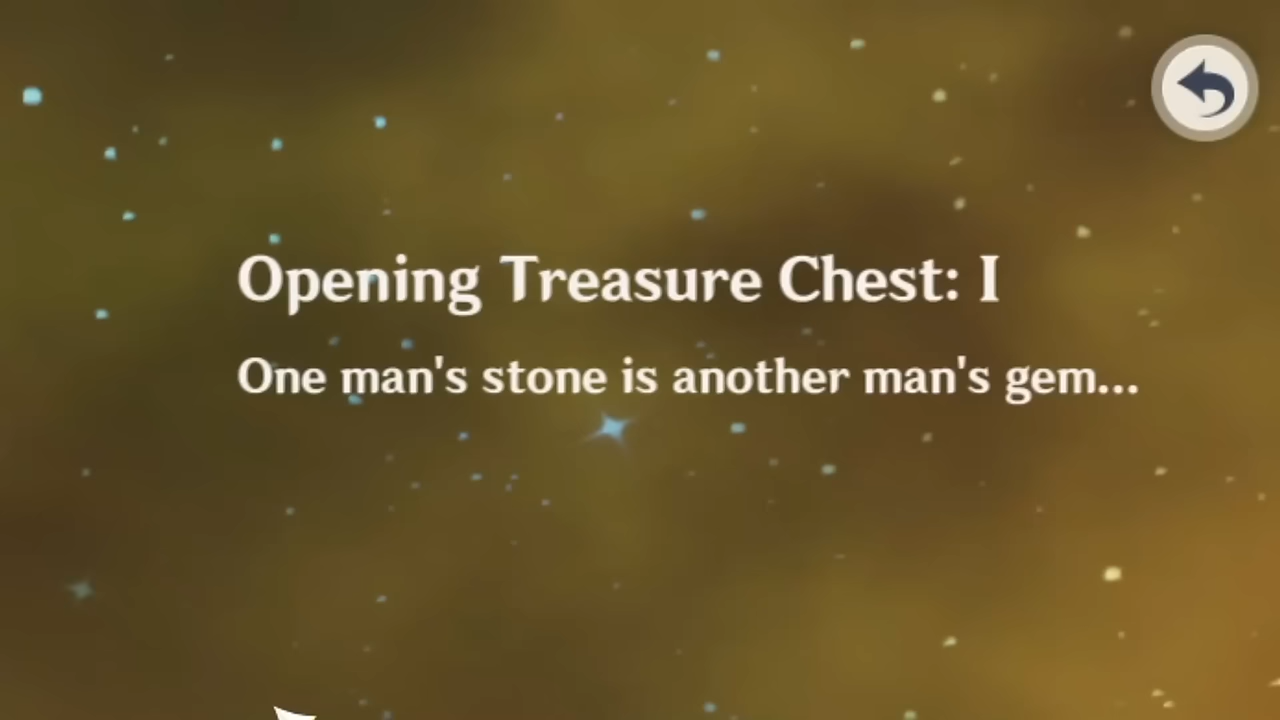 Opening Treasure Chest: I
One man's stone is another man's gem...